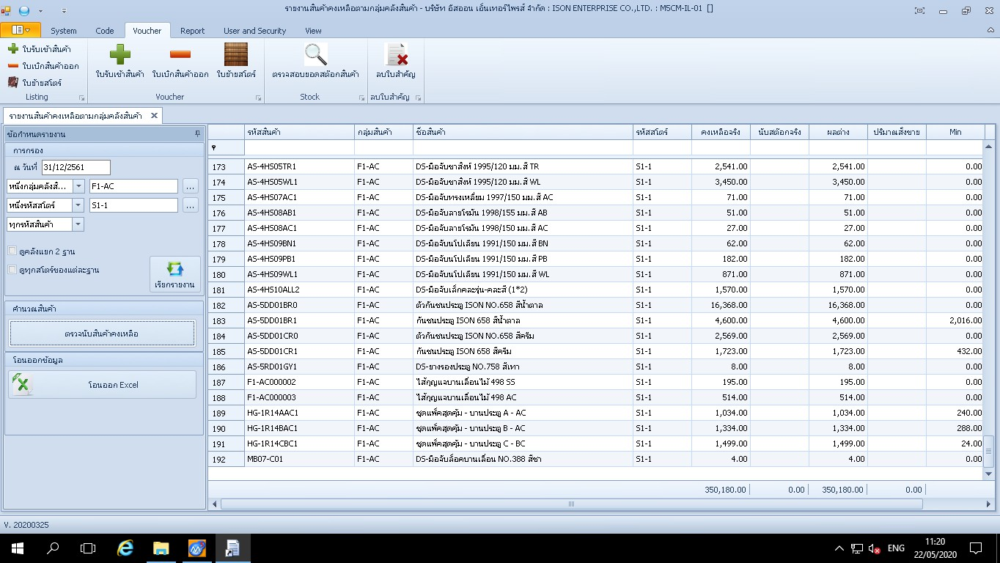 รายงานสินค้าคงเหลือตามกลุ่มคลังสินค้า - บริษัท อิสออน เอ็นเทอร์ไพรส์ จำกัด : ISON ENTERPRISE CO.,LTD. : M5CM-IL-01 []
System Code Voucher Report User and Security View
ใบรับเข้าสินค้า
ใบเบิกสินค้าออก
ใบย้ายสโตร์
Listing
ใบรับเข้าสินค้า ใบเบิกสินค้าออก ใบย้ายสโตร์
Voucher
ตรวจสอบยอดสต๊อกสินค้า
Stock
ลบใบสำคัญ
ลบใบสำคัญ
รายงานสินค้าคงเหลือตามกลุ่มคลังสินค้า
ข้อกำหนดรายงาน
การกรอง
ณ วันที่ 31/12/2561
หนึ่งกลุ่มคลังสิ... F1-AC ...
หนึ่งรหัสสโตร์ S1-1 ...
ทุกรหัสสินค้า
ดูคลังแยก 2 ฐาน
ดูทุกสโตร์ของแต่ละฐาน
เรียกรายงาน
คำนวณสินค้า
ตรวจนับสินค้าคงเหลือ
โอนออกข้อมูล
โอนออก Excel
รหัสสินค้า กลุ่มสินค้า ชื่อสินค้า รหัสสโตร์ คงเหลือจริง นับสต๊อกจริง ผลต่าง ปริมาณสั่งขาย Min
173 AS-4HS05TR1 F1-AC DS-มือจับขาสิงห์ 1995/120 มม.สี TR S1-1 2,541.00 2,541.00 0.00
174 AS-4HS05WL1 F1-AC DS-มือจับขาสิงห์ 1995/120 มม.สี WL S1-1 3,450.00 3,450.00 0.00
175 AS-4HS07AC1 F1-AC DS-มือจับทรงเหลี่ยม 1997/150 มม.สี AC S1-1 71.00 71.00 0.00
176 AS-4HS08AB1 F1-AC DS-มือจับลายโรมัน 1998/155 มม.สี AB S1-1 51.00 51.00 0.00
177 AS-4HS08AC1 F1-AC DS-มือจับลายโรมัน 1998/150 มม.สี AC S1-1 27.00 27.00 0.00
178 AS-4HS09BN1 F1-AC DS-มือจับนโปเลียน 1991/150 มม.สี BN S1-1 62.00 62.00 0.00
179 AS-4HS09PB1 F1-AC DS-มือจับนโปเลียน 1991/150 มม.สี PB S1-1 182.00 182.00 0.00
180 AS-4HS09WL1 F1-AC DS-มือจับนโปเลียน 1991/150 มม.สี WL S1-1 871.00 871.00 0.00
181 AS-4HS10ALL2 F1-AC DS-มือจับเล็กคละรุ่น-คละสี (1*2) S1-1 1,570.00 1,570.00 0.00
182 AS-5DD01BR0 F1-AC ตัวกันชนประตู ISON NO.658 สีน้ำตาล S1-1 16,368.00 16,368.00 0.00
183 AS-5DD01BR1 F1-AC กันชนประตู ISON 658 สีน้ำตาล S1-1 4,600.00 4,600.00 2,016.00
184 AS-5DD01CR0 F1-AC ตัวกันชนประตู ISON NO.658 สีครีม S1-1 2,569.00 2,569.00 0.00
185 AS-5DD01CR1 F1-AC กันชนประตู ISON 658 สีครีม S1-1 1,723.00 1,723.00 432.00
186 AS-5RD01GY1 F1-AC DS-ยางรองประตู NO.758 สีเทา S1-1 8.00 8.00 0.00
187 F1-AC000002 F1-AC ไส้กุญแจบานเลื่อนไม้ 498 SS S1-1 195.00 195.00 0.00
188 F1-AC000003 F1-AC ไส้กุญแจบานเลื่อนไม้ 498 AC S1-1 514.00 514.00 0.00
189 HG-1R14AAC1 F1-AC ชุดแพ็คสุดคุ้ม - บานประตู A - AC S1-1 1,034.00 1,034.00 240.00
190 HG-1R14BAC1 F1-AC ชุดแพ็คสุดคุ้ม - บานประตู B - AC S1-1 1,334.00 1,334.00 288.00
191 HG-1R14CBC1 F1-AC ชุดแพ็คสุดคุ้ม - บานประตู C - BC S1-1 1,499.00 1,499.00 24.00
192 MB07-C01 F1-AC DS-มือจับล็อคบานเลื่อน NO.388 สีชา S1-1 4.00 4.00 0.00
350,180.00 0.00 350,180.00 0.00
V. 20200325
ENG
11:20
22/05/2020